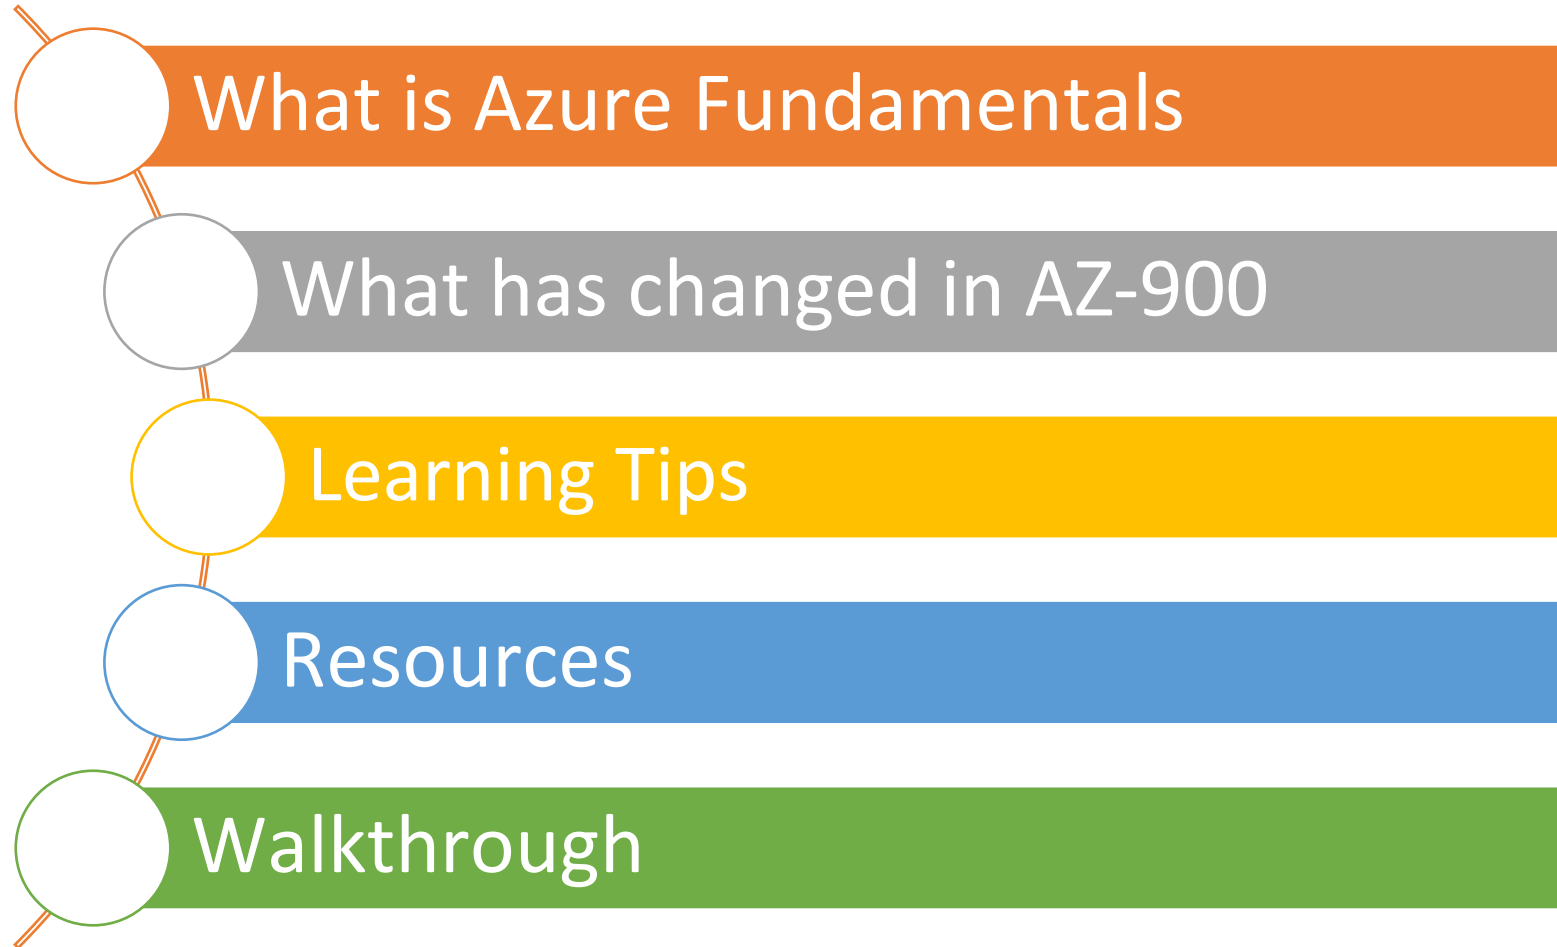 What is Azure Fundamentals
What has changed in AZ-900
Learning Tips
Resources
Walkthrough